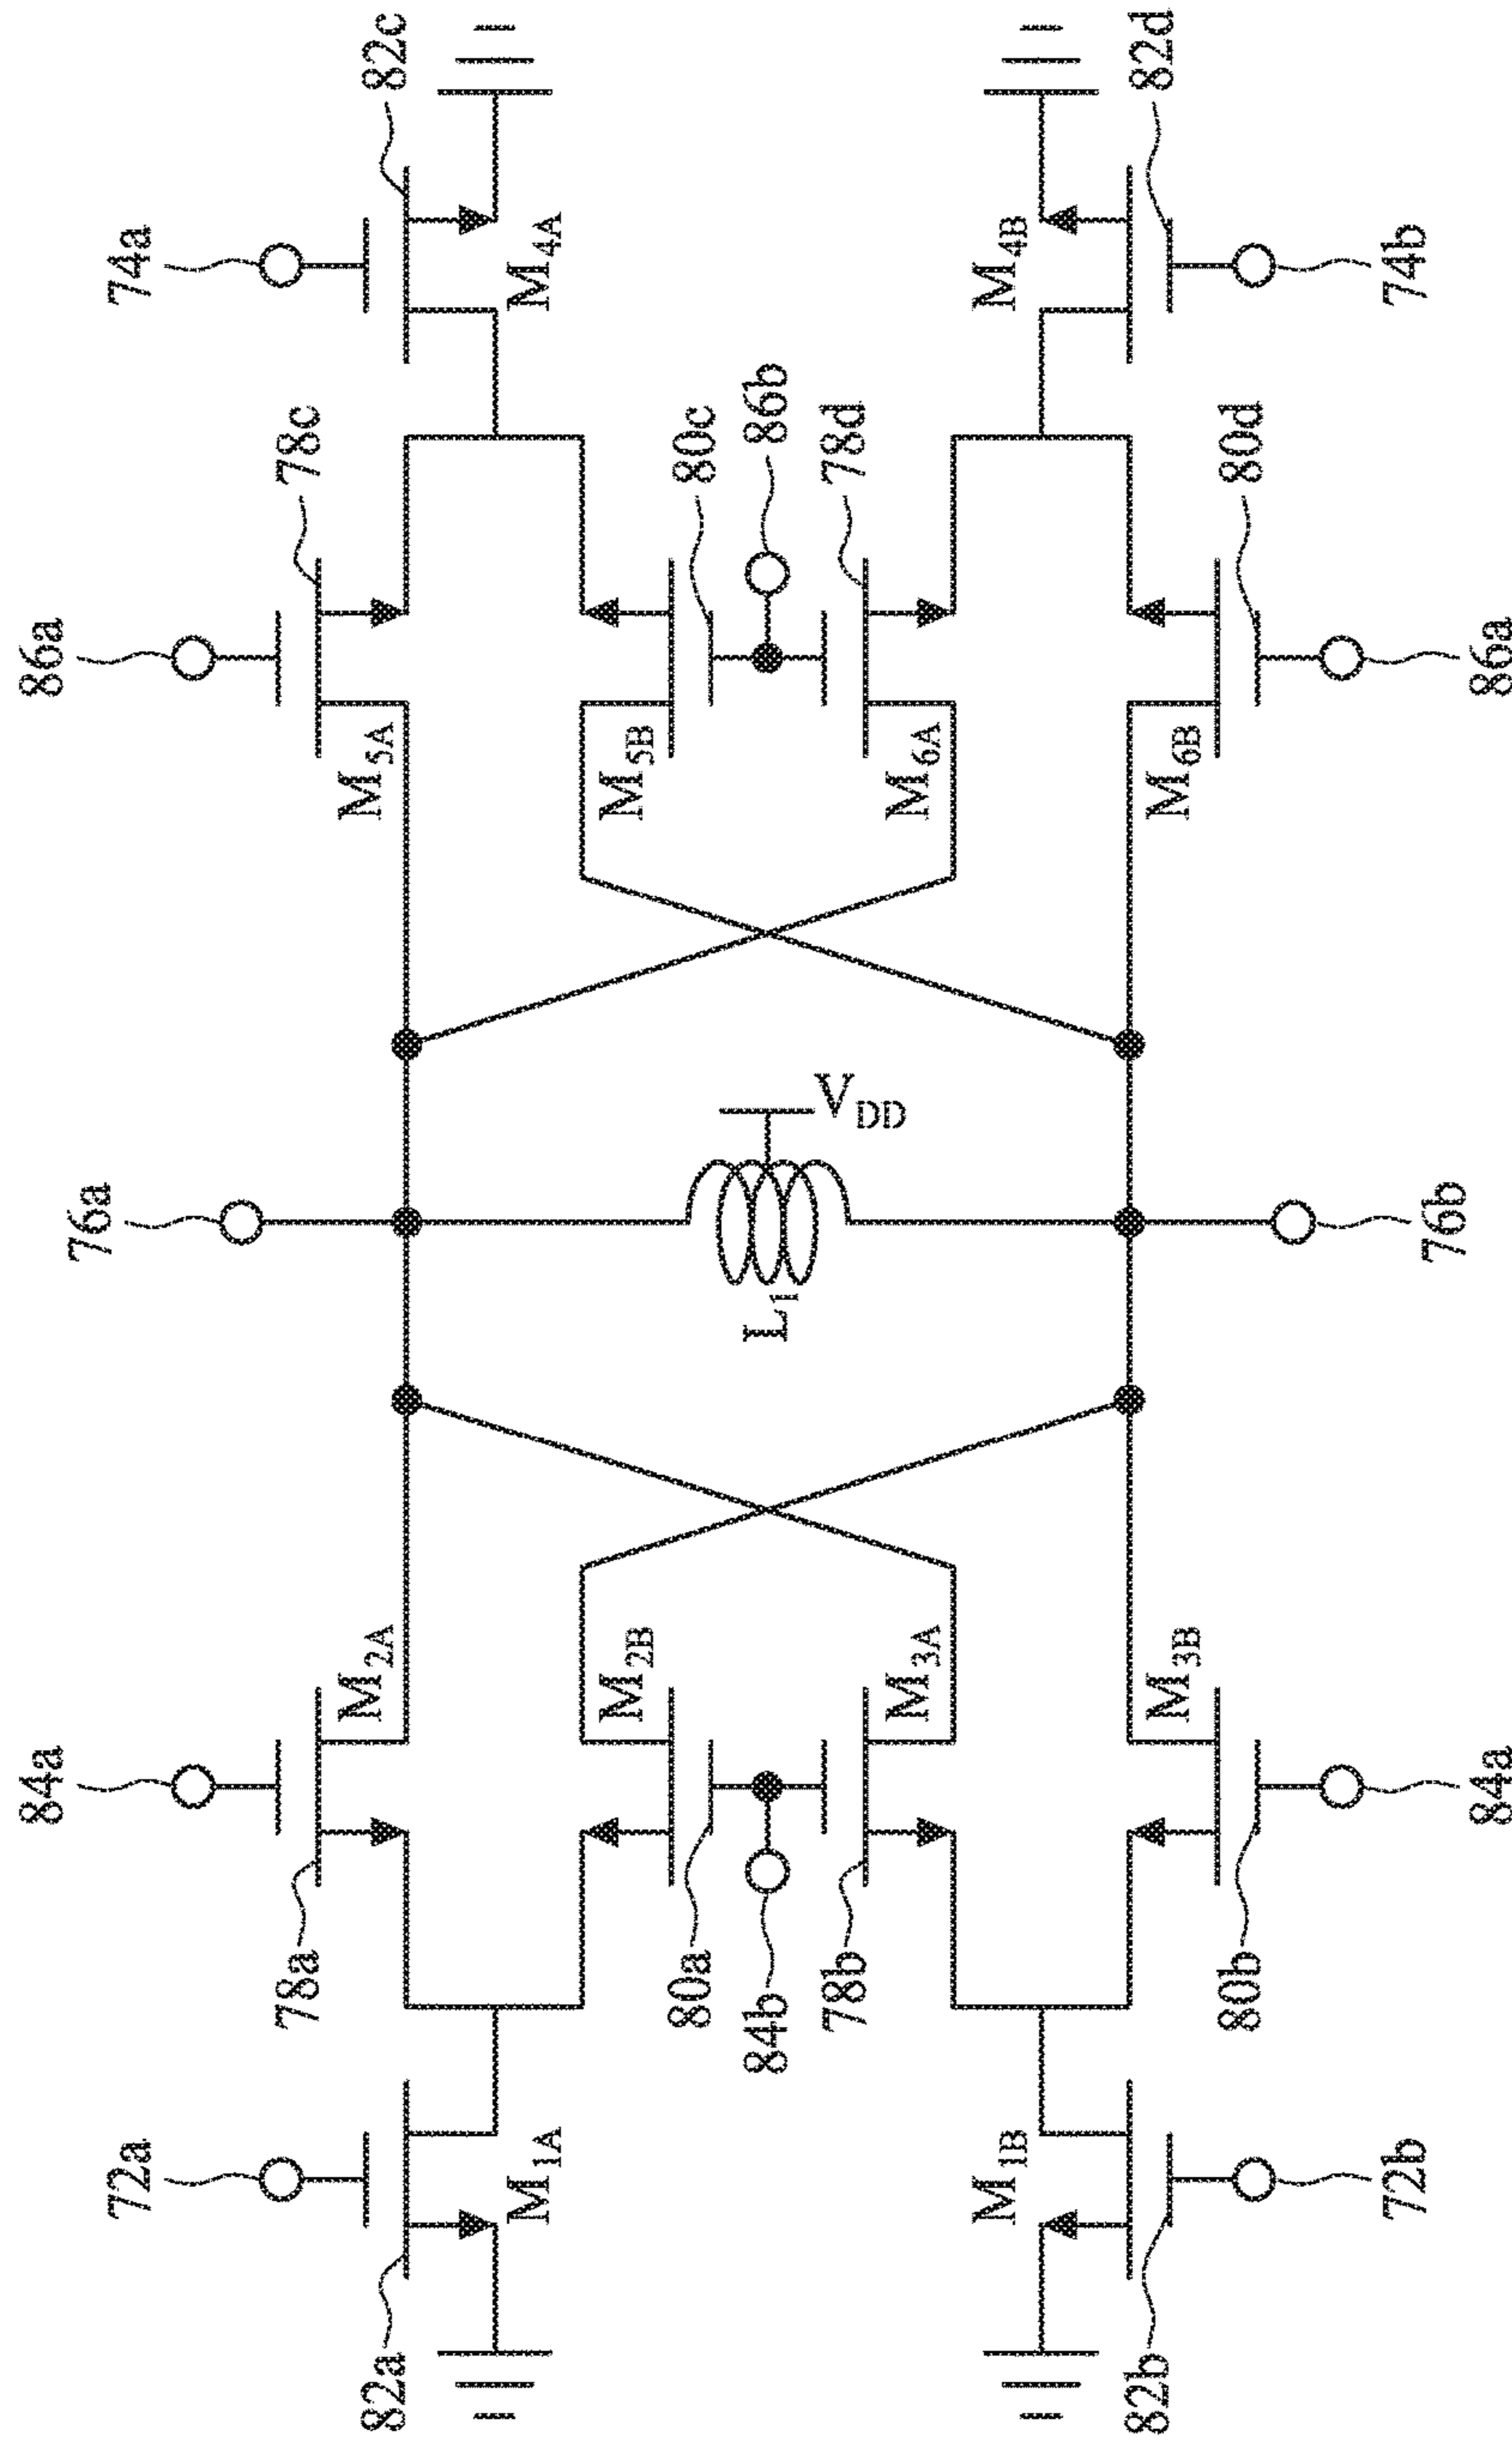 84a
86a
76a
72a
74a
78a
78c
M2A
M5A
82a
82c
M1A
M4A
M2B
M5B
80a
80c
84b
L1
86b
78b
VDD
78d
M3A
M6A
M1B
M4B
82b
82d
M3B
M6B
80b
80d
72b
74b
76b
84a
86a